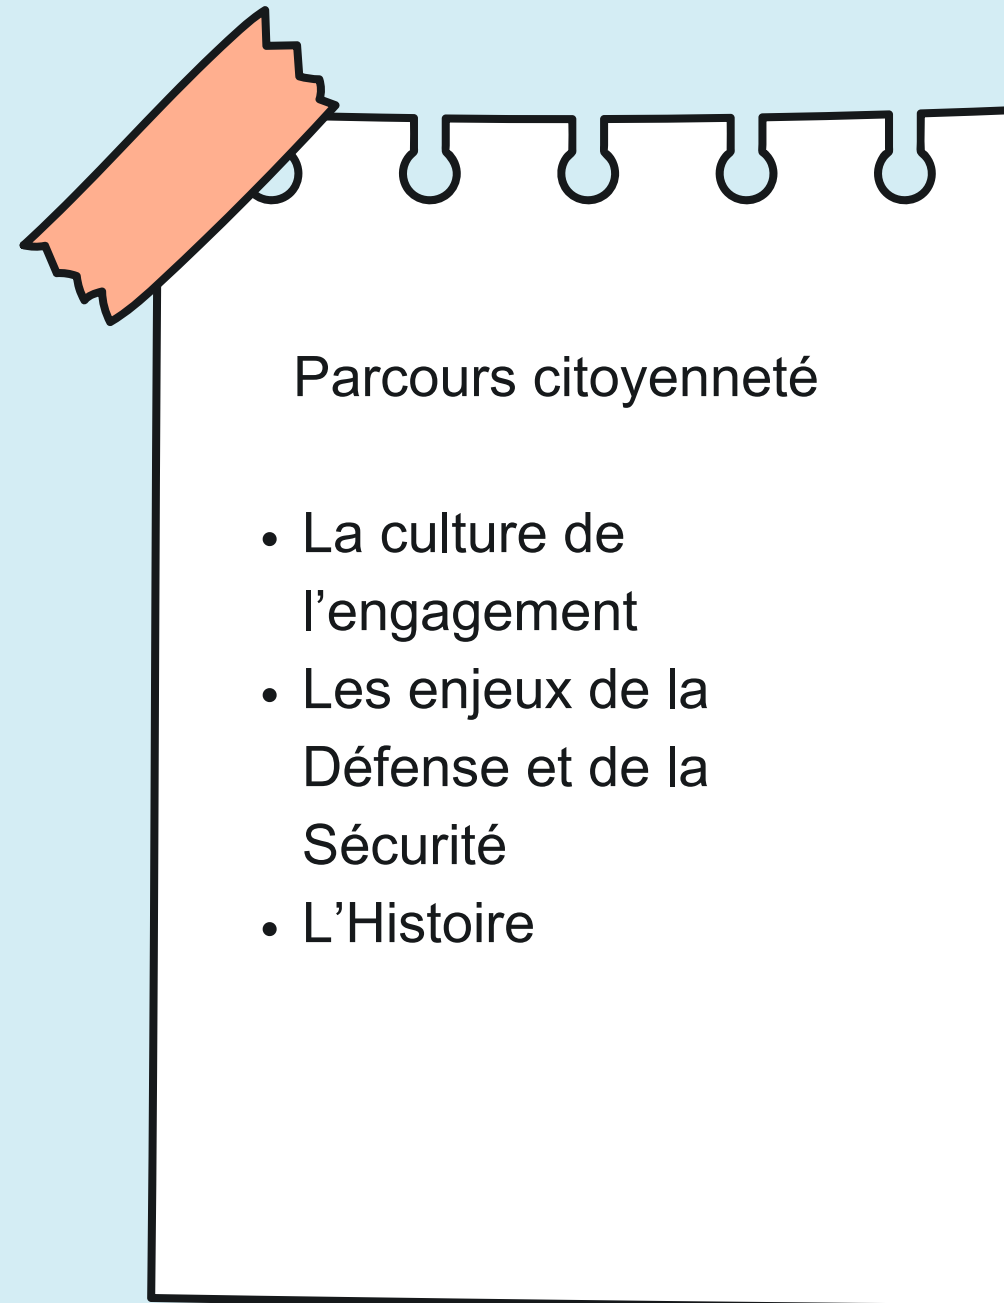 Parcours citoyenneté
• La culture de
l’engagement
• Les enjeux de la
Défense et de la
Sécurité
• L’Histoire